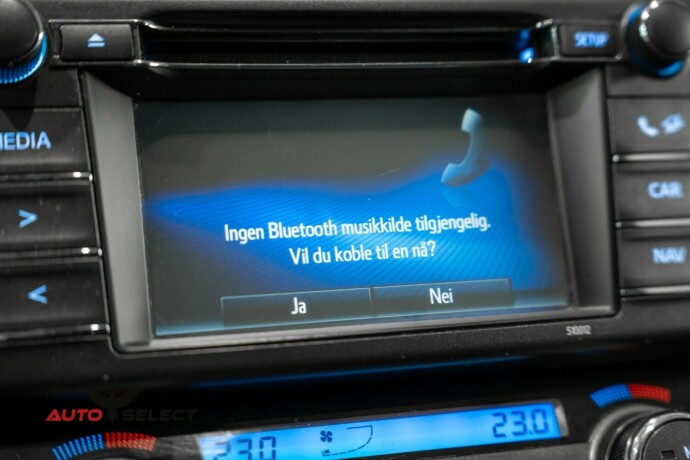 SETUP
MEDIA
CAR
NAV
>
<
Ingen Bluetooth musikkilde tilgjengelig.
Vil du koble til en nå?
Ja Nei
510012
AUTO SELECT
23.0 23.0